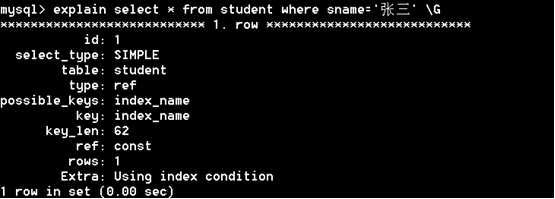 mysql> explain select * from student where sname='张三' \G
*************************** 1. row ***************************
id: 1
select_type: SIMPLE
table: student
type: ref
possible_keys: index_name
key: index_name
key_len: 62
ref: const
rows: 1
Extra: Using index condition
1 row in set (0.00 sec)